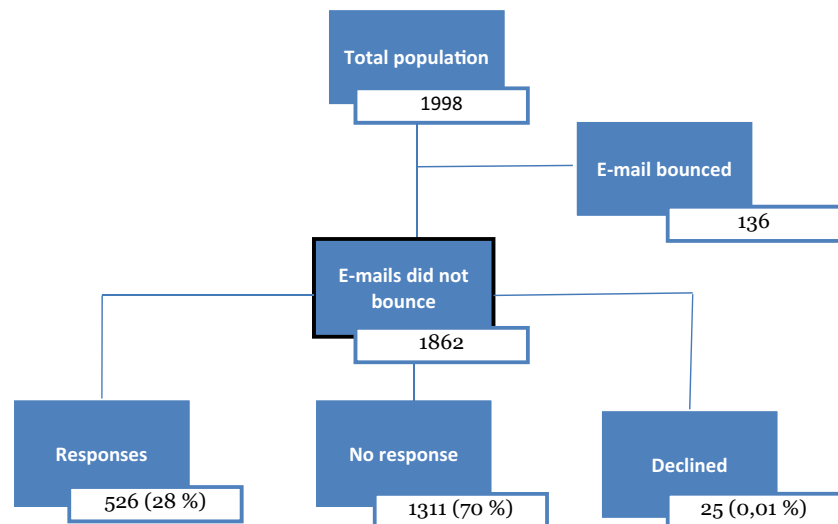 Total population
1998
E-mail bounced
136
E-mails did not
bounce
1862
Responses
526 (28 %)
No response
1311 (70 %)
Declined
25 (0,01 %)